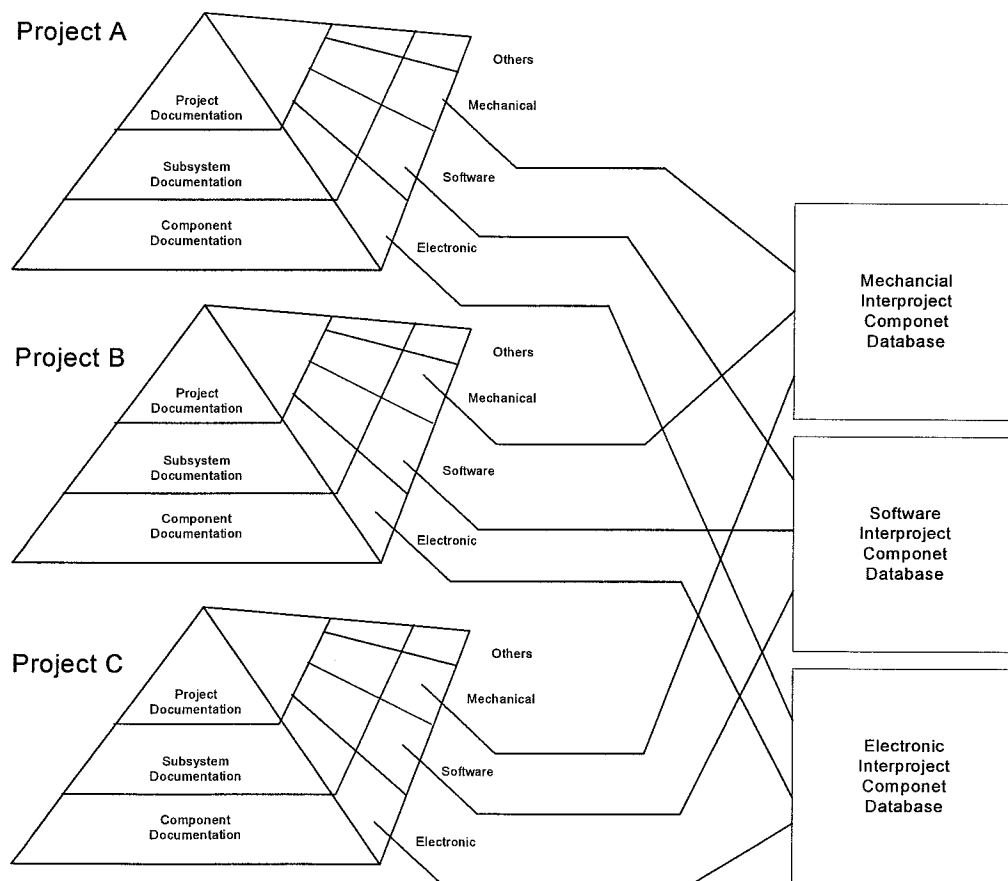 Project A
Project
Documentation
Subsystem
Documentation
Component
Documentation
Others
Mechanical
Software
Electronic
Project B
Project
Documentation
Subsystem
Documentation
Component
Documentation
Others
Mechanical
Software
Electronic
Project C
Project
Documentation
Subsystem
Documentation
Component
Documentation
Others
Mechanical
Software
Electronic
Mechancial
Interproject
Componet
Database
Software
Interproject
Componet
Database
Electronic
Interproject
Componet
Database